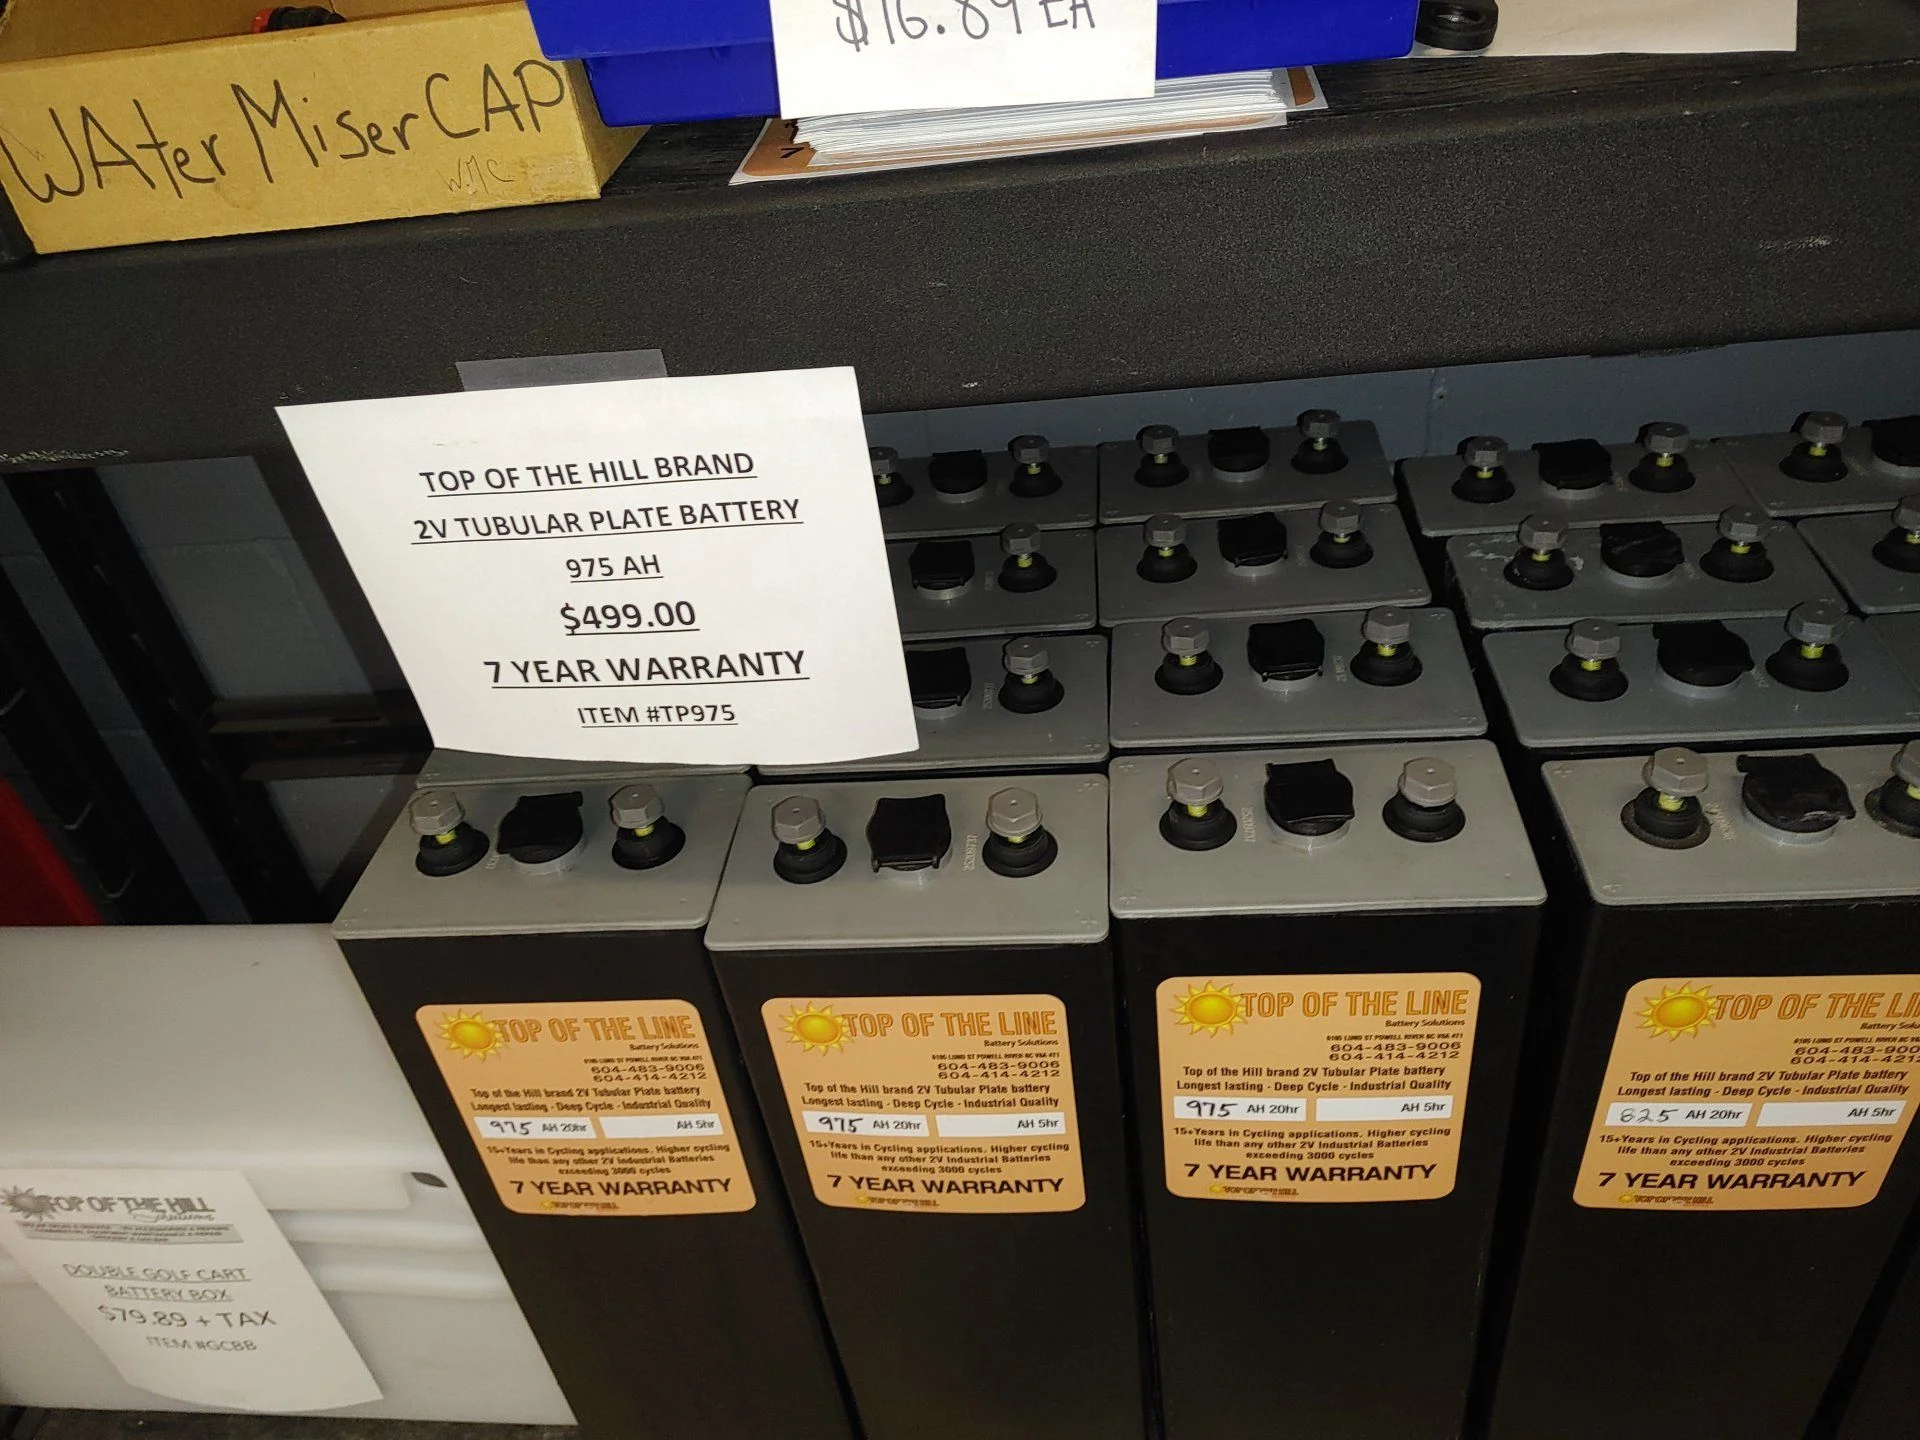 WATer Miser CAP
W.M.C
$16.89 EA
TOP OF THE HILL BRAND
2V TUBULAR PLATE BATTERY
975 AH
$499.00
7 YEAR WARRANTY
ITEM #TP975
TOP OF THE LINE
Battery Solutions
604-483-9006
604-414-4212
Top of the Hill brand 2V Tubular Plate battery
Longest lasting - Deep Cycle - Industrial Quality
975 AH 20hr AH 5hr
15+Years in Cycling applications. Higher cycling
life than any other 2V Industrial Batteries
exceeding 3000 cycles
7 YEAR WARRANTY
TOP OF THE LINE
Battery Solutions
604-483-9006
604-414-4212
Top of the Hill brand 2V Tubular Plate battery
Longest lasting - Deep Cycle - Industrial Quality
975 AH 20hr AH 5hr
15+Years in Cycling applications. Higher cycling
life than any other 2V Industrial Batteries
exceeding 3000 cycles
7 YEAR WARRANTY
TOP OF THE LINE
Battery Solutions
604-483-9006
604-414-4212
Top of the Hill brand 2V Tubular Plate battery
Longest lasting - Deep Cycle - Industrial Quality
975 AH 20hr AH 5hr
15+Years in Cycling applications. Higher cycling
life than any other 2V Industrial Batteries
exceeding 3000 cycles
7 YEAR WARRANTY
TOP OF THE LI
Battery Solu
604-483-900
604-414-421
Top of the Hill brand 2V Tubular Plate battery
Longest lasting - Deep Cycle - Industrial Quality
825 AH 20hr AH 5hr
15+Years in Cycling applications. Higher cycling
life than any other 2V Industrial Batteries
exceeding 3000 cycles
7 YEAR WARRANTY
TOP OF THE HILL
DOUBLE GOLF CART
BATTERY BOX
$79.89 + TAX
ITEM #GCBB